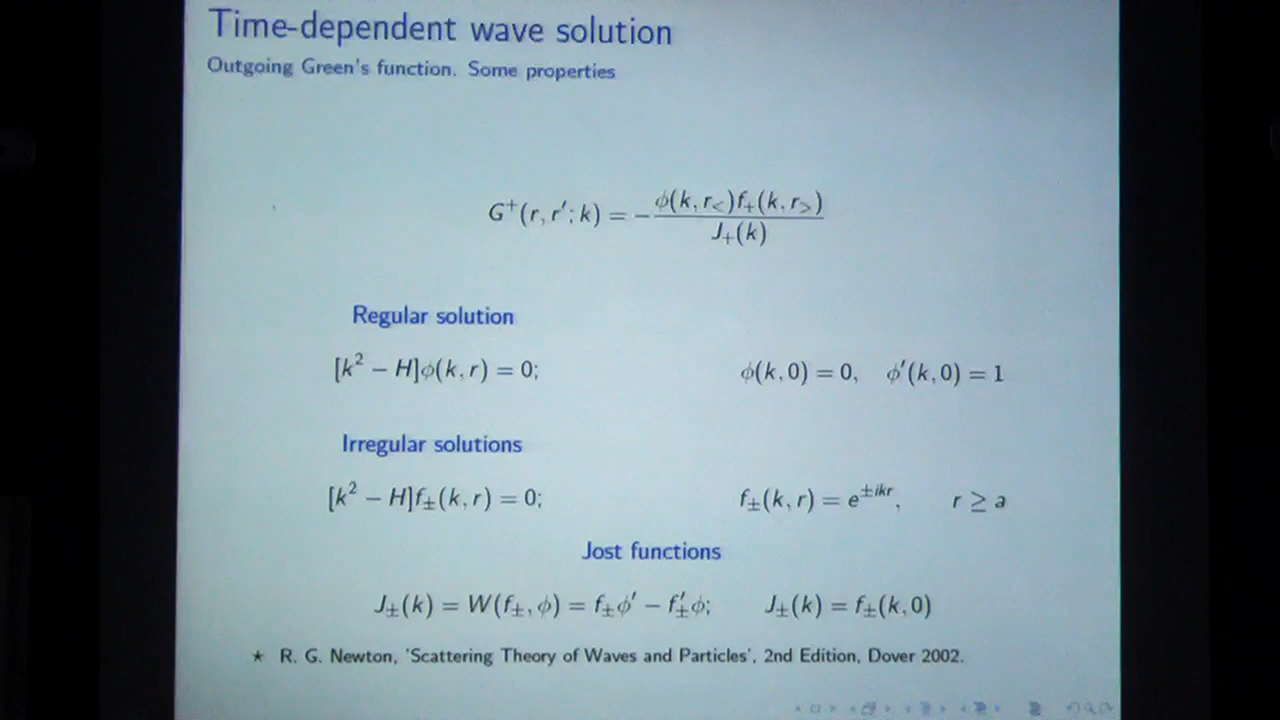 Time-dependent wave solution
Outgoing Green's function. Some properties
G⁺(r, r′; k) = − ϕ(k, r<)f₊(k, r>) / J₊(k)
Regular solution
[k² − H]ϕ(k, r) = 0; ϕ(k, 0) = 0, ϕ′(k, 0) = 1
Irregular solutions
[k² − H]f±(k, r) = 0; f±(k, r) = e^{±ikr}, r ≥ a
Jost functions
J±(k) = W(f±, ϕ) = f±ϕ′ − f′±ϕ; J±(k) = f±(k, 0)
⋆ R. G. Newton, 'Scattering Theory of Waves and Particles', 2nd Edition, Dover 2002.